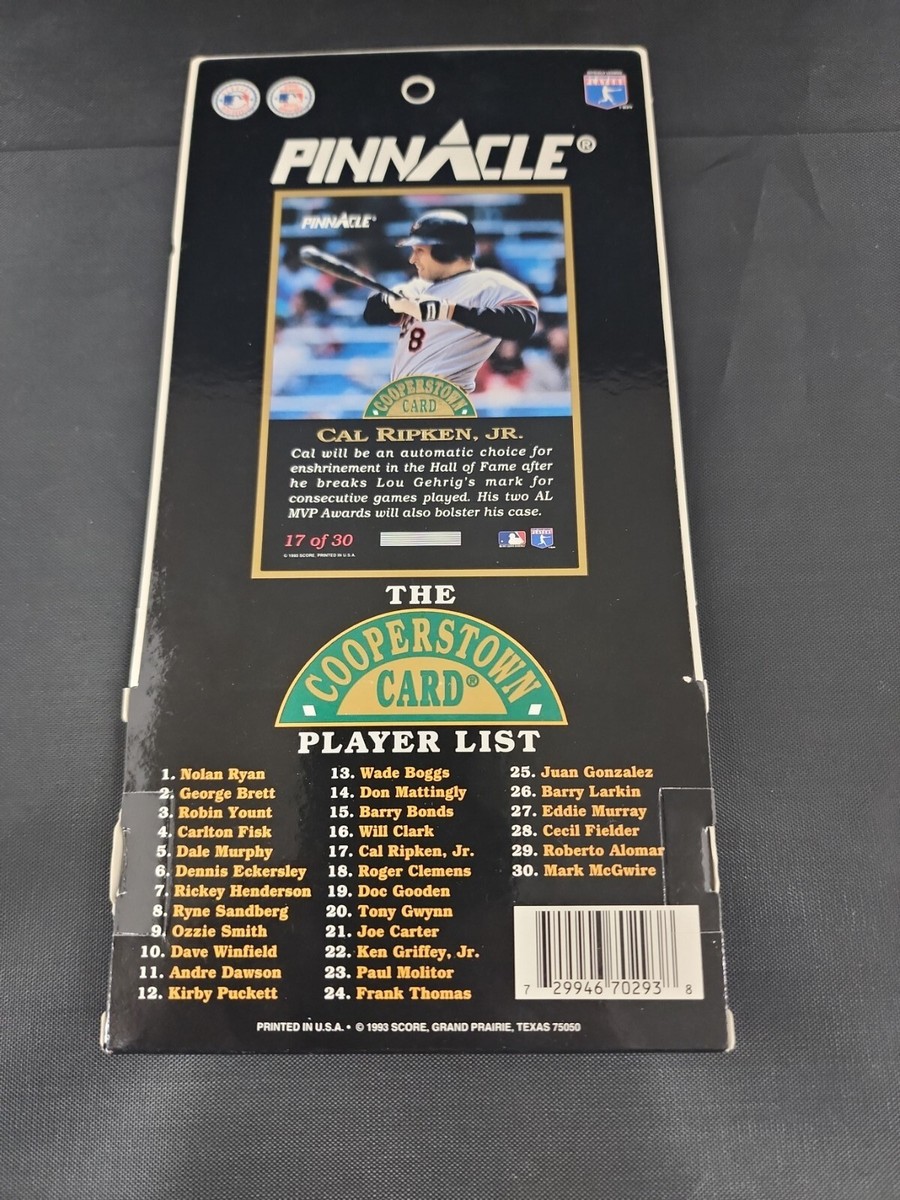 PINNACLE®
PINNACLE®
8
COOPERSTOWN
CARD
CAL RIPKEN, JR.
Cal will be an automatic choice for
enshrinement in the Hall of Fame after
he breaks Lou Gehrig's mark for
consecutive games played. His two AL
MVP Awards will also bolster his case.
17 of 30
© 1993 SCORE, PRINTED IN U.S.A.
THE
COOPERSTOWN
CARD®
PLAYER LIST
1. Nolan Ryan
2. George Brett
3. Robin Yount
4. Carlton Fisk
5. Dale Murphy
6. Dennis Eckersley
7. Rickey Henderson
8. Ryne Sandberg
9. Ozzie Smith
10. Dave Winfield
11. Andre Dawson
12. Kirby Puckett
13. Wade Boggs
14. Don Mattingly
15. Barry Bonds
16. Will Clark
17. Cal Ripken, Jr.
18. Roger Clemens
19. Doc Gooden
20. Tony Gwynn
21. Joe Carter
22. Ken Griffey, Jr.
23. Paul Molitor
24. Frank Thomas
25. Juan Gonzalez
26. Barry Larkin
27. Eddie Murray
28. Cecil Fielder
29. Roberto Alomar
30. Mark McGwire
7 29946 70293 8
PRINTED IN U.S.A. • © 1993 SCORE, GRAND PRAIRIE, TEXAS 75050